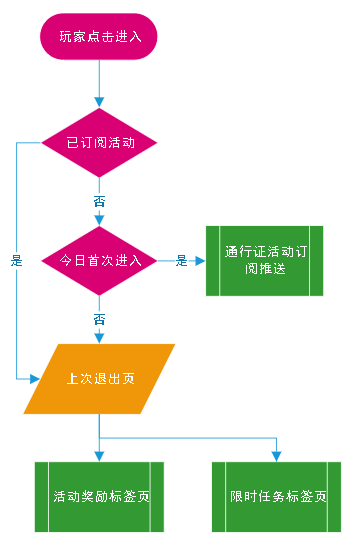 玩家点击进入
已订阅活动
否
今日首次进入
是
通行证活动订
阅推送
是
否
上次退出页
活动奖励标签页
限时任务标签页